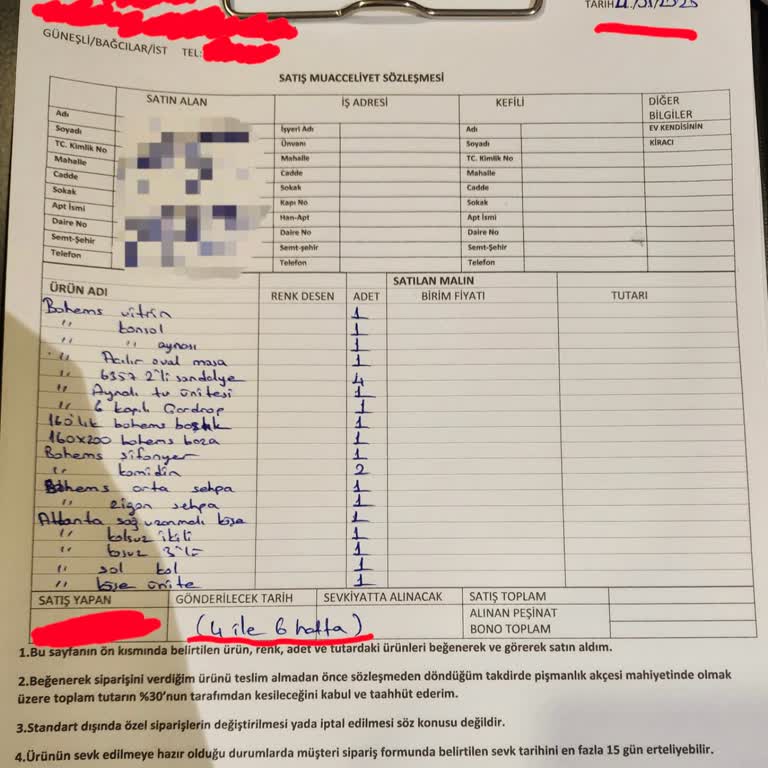 TARİH 21./01/2025
GÜNEŞLİ/BAĞCILAR/İST TEL:
SATIŞ MUACCELİYET SÖZLEŞMESİ
SATIN ALAN İŞ ADRESİ KEFİLİ DİĞER BİLGİLER
Adı İşyeri Adı Adı EV KENDİSİNİN
Soyadı Ünvanı Soyadı KİRACI
TC. Kimlik No Mahalle TC. Kimlik No
Mahalle Cadde Mahalle
Cadde Sokak Cadde
Sokak Kapı No Sokak
Apt İsmi Han-Apt Apt İsmi
Daire No Daire No Daire No
Semt-Şehir Semt-şehir Semt-Şehir
Telefon Telefon Telefon
SATILAN MALIN
ÜRÜN ADI RENK DESEN ADET BİRİM FİYATI TUTARI
Bohems vitrin 1
" konsol 1
" " aynası 1
" Açılır oval masa 1
" 6357 2'li sandalye 4
" Aynalı tv ünitesi 1
" 6 kapılı Gardrop 1
160'lık bohems başlık 1
160x200 bohems baza 1
Bohems şifonyer 1
" komidin 2
Bohems orta sehpa 1
" zigon sehpa 1
Atlanta sağ uzanmalı köşe 1
" kolsuz ikili 1
" 3'lü 1
" sol kol 1
" köşe ünite 1
SATIŞ YAPAN GÖNDERİLECEK TARİH SEVKİYATTA ALINACAK SATIŞ TOPLAM
ALINAN PEŞİNAT
(4 ile 6 hafta) BONO TOPLAM
1.Bu sayfanın ön kısmında belirtilen ürün, renk, adet ve tutardaki ürünleri beğenerek ve görerek satın aldım.
2.Beğenerek siparişini verdiğim ürünü teslim almadan önce sözleşmeden döndüğüm takdirde pişmanlık akçesi mahiyetinde olmak
üzere toplam tutarın %30'nun tarafımdan kesileceğini kabul ve taahhüt ederim.
3.Standart dışında özel siparişlerin değiştirilmesi yada iptal edilmesi söz konusu değildir.
4.Ürünün sevk edilmeye hazır olduğu durumlarda müşteri sipariş formunda belirtilen sevk tarihini en fazla 15 gün erteliyebilir.